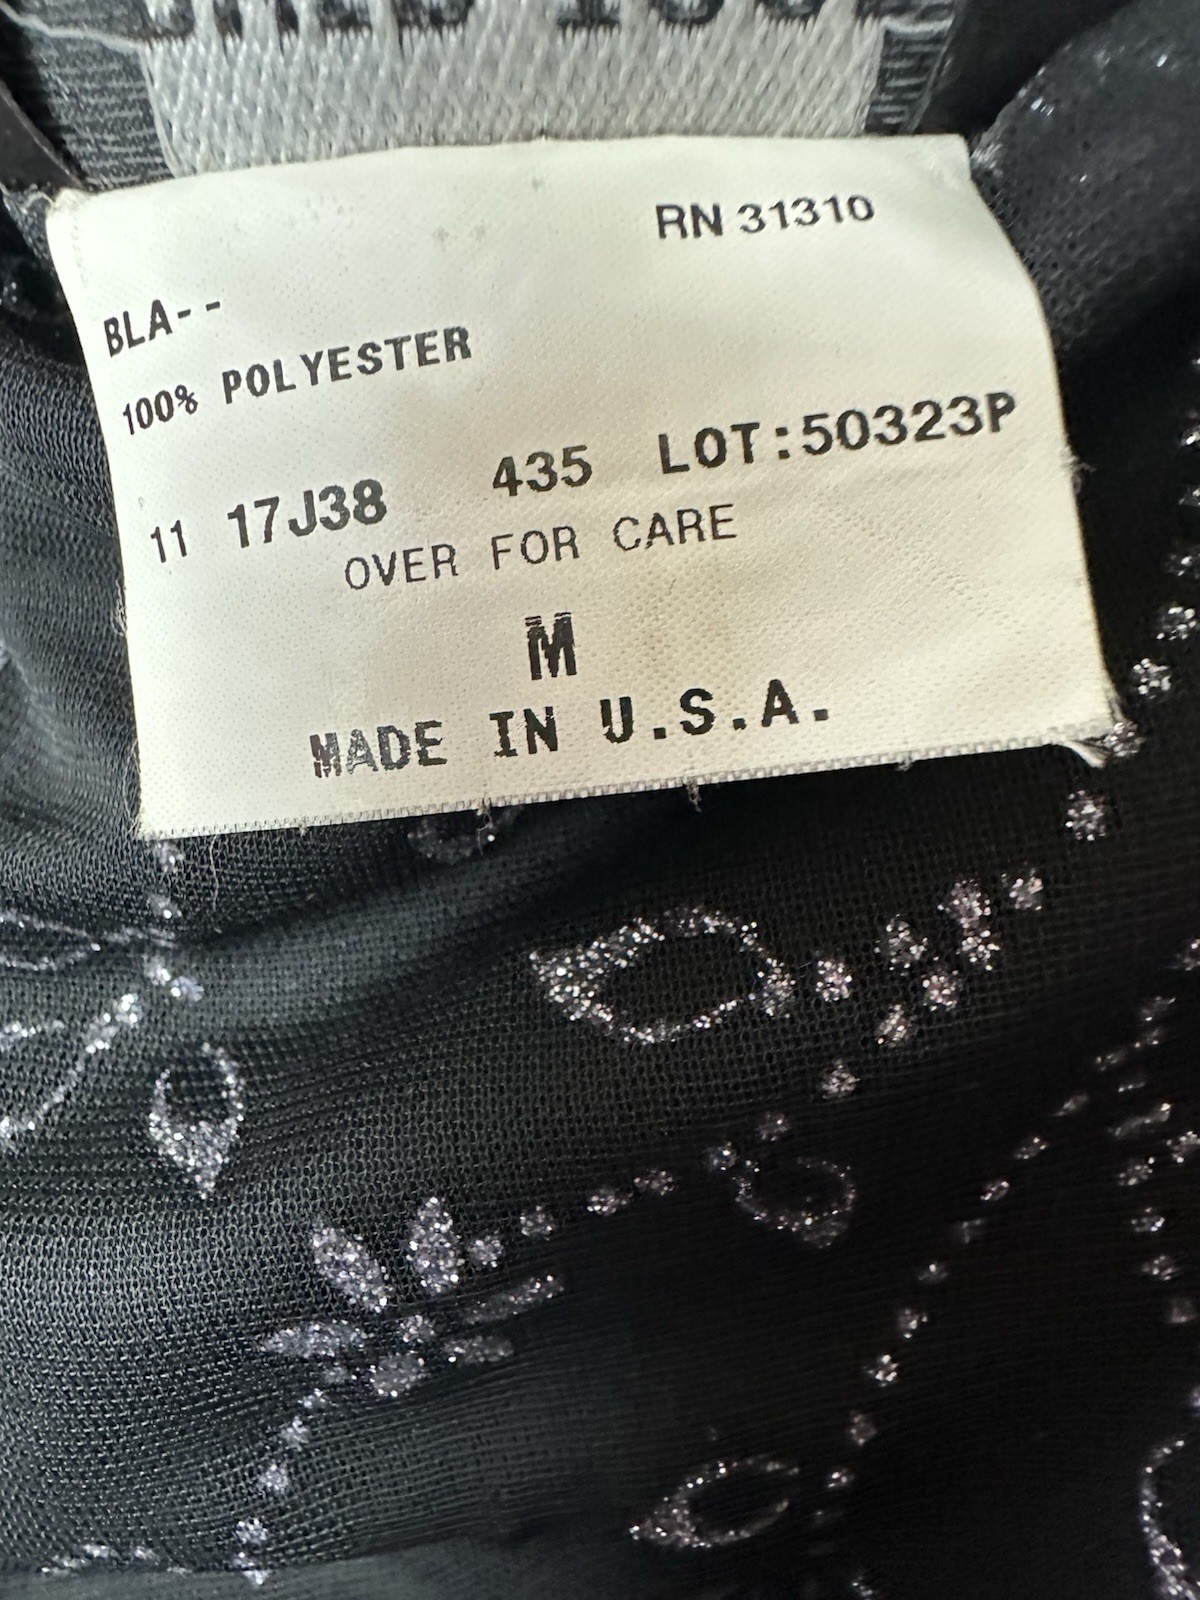 RN 31310
BLA--
100% POLYESTER
11 17J38 435 LOT:50323P
OVER FOR CARE
M
MADE IN U.S.A.